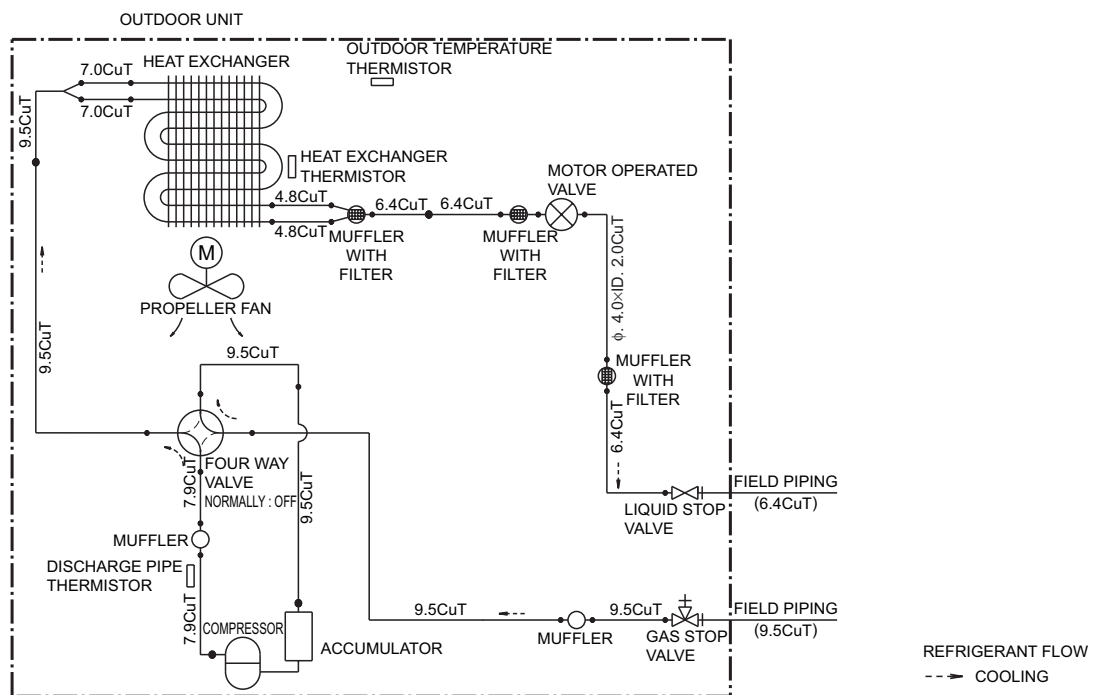 OUTDOOR UNIT
HEAT EXCHANGER
OUTDOOR TEMPERATURE
THERMISTOR
7.0CuT
7.0CuT
9.5CuT
HEAT EXCHANGER
THERMISTOR
MOTOR OPERATED
VALVE
4.8CuT
4.8CuT
6.4CuT
6.4CuT
MUFFLER
WITH
FILTER
MUFFLER
WITH
FILTER
M
PROPELLER FAN
ϕ. 4.0×ID. 2.0CuT
9.5CuT
9.5CuT
MUFFLER
WITH
FILTER
6.4CuT
FOUR WAY
VALVE
NORMALLY : OFF
7.9CuT
9.5CuT
FIELD PIPING
(6.4CuT)
LIQUID STOP
VALVE
MUFFLER
DISCHARGE PIPE
THERMISTOR
7.9CuT
COMPRESSOR
ACCUMULATOR
9.5CuT
9.5CuT
MUFFLER
GAS STOP
VALVE
FIELD PIPING
(9.5CuT)
REFRIGERANT FLOW
COOLING